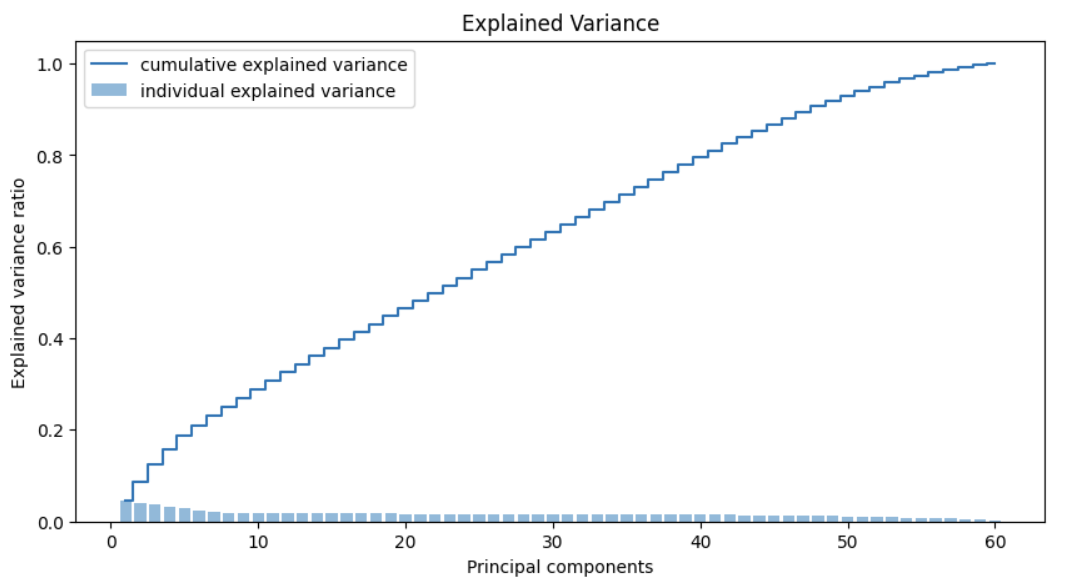 Explained Variance
cumulative explained variance
individual explained variance
Explained variance ratio
1.0
0.8
0.6
0.4
0.2
0.0
0 10 20 30 40 50 60
Principal components